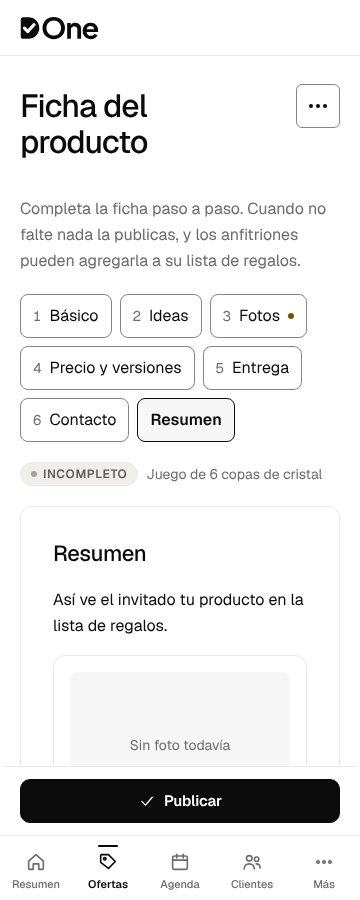 One
Ficha del
producto
Completa la ficha paso a paso. Cuando no
falte nada la publicas, y los anfitriones
pueden agregarla a su lista de regalos.
1 Básico
2 Ideas
3 Fotos
4 Precio y versiones
5 Entrega
6 Contacto
Resumen
INCOMPLETO
Juego de 6 copas de cristal
Resumen
Así ve el invitado tu producto en la
lista de regalos.
Sin foto todavía
Publicar
Resumen
Ofertas
Agenda
Clientes
Más